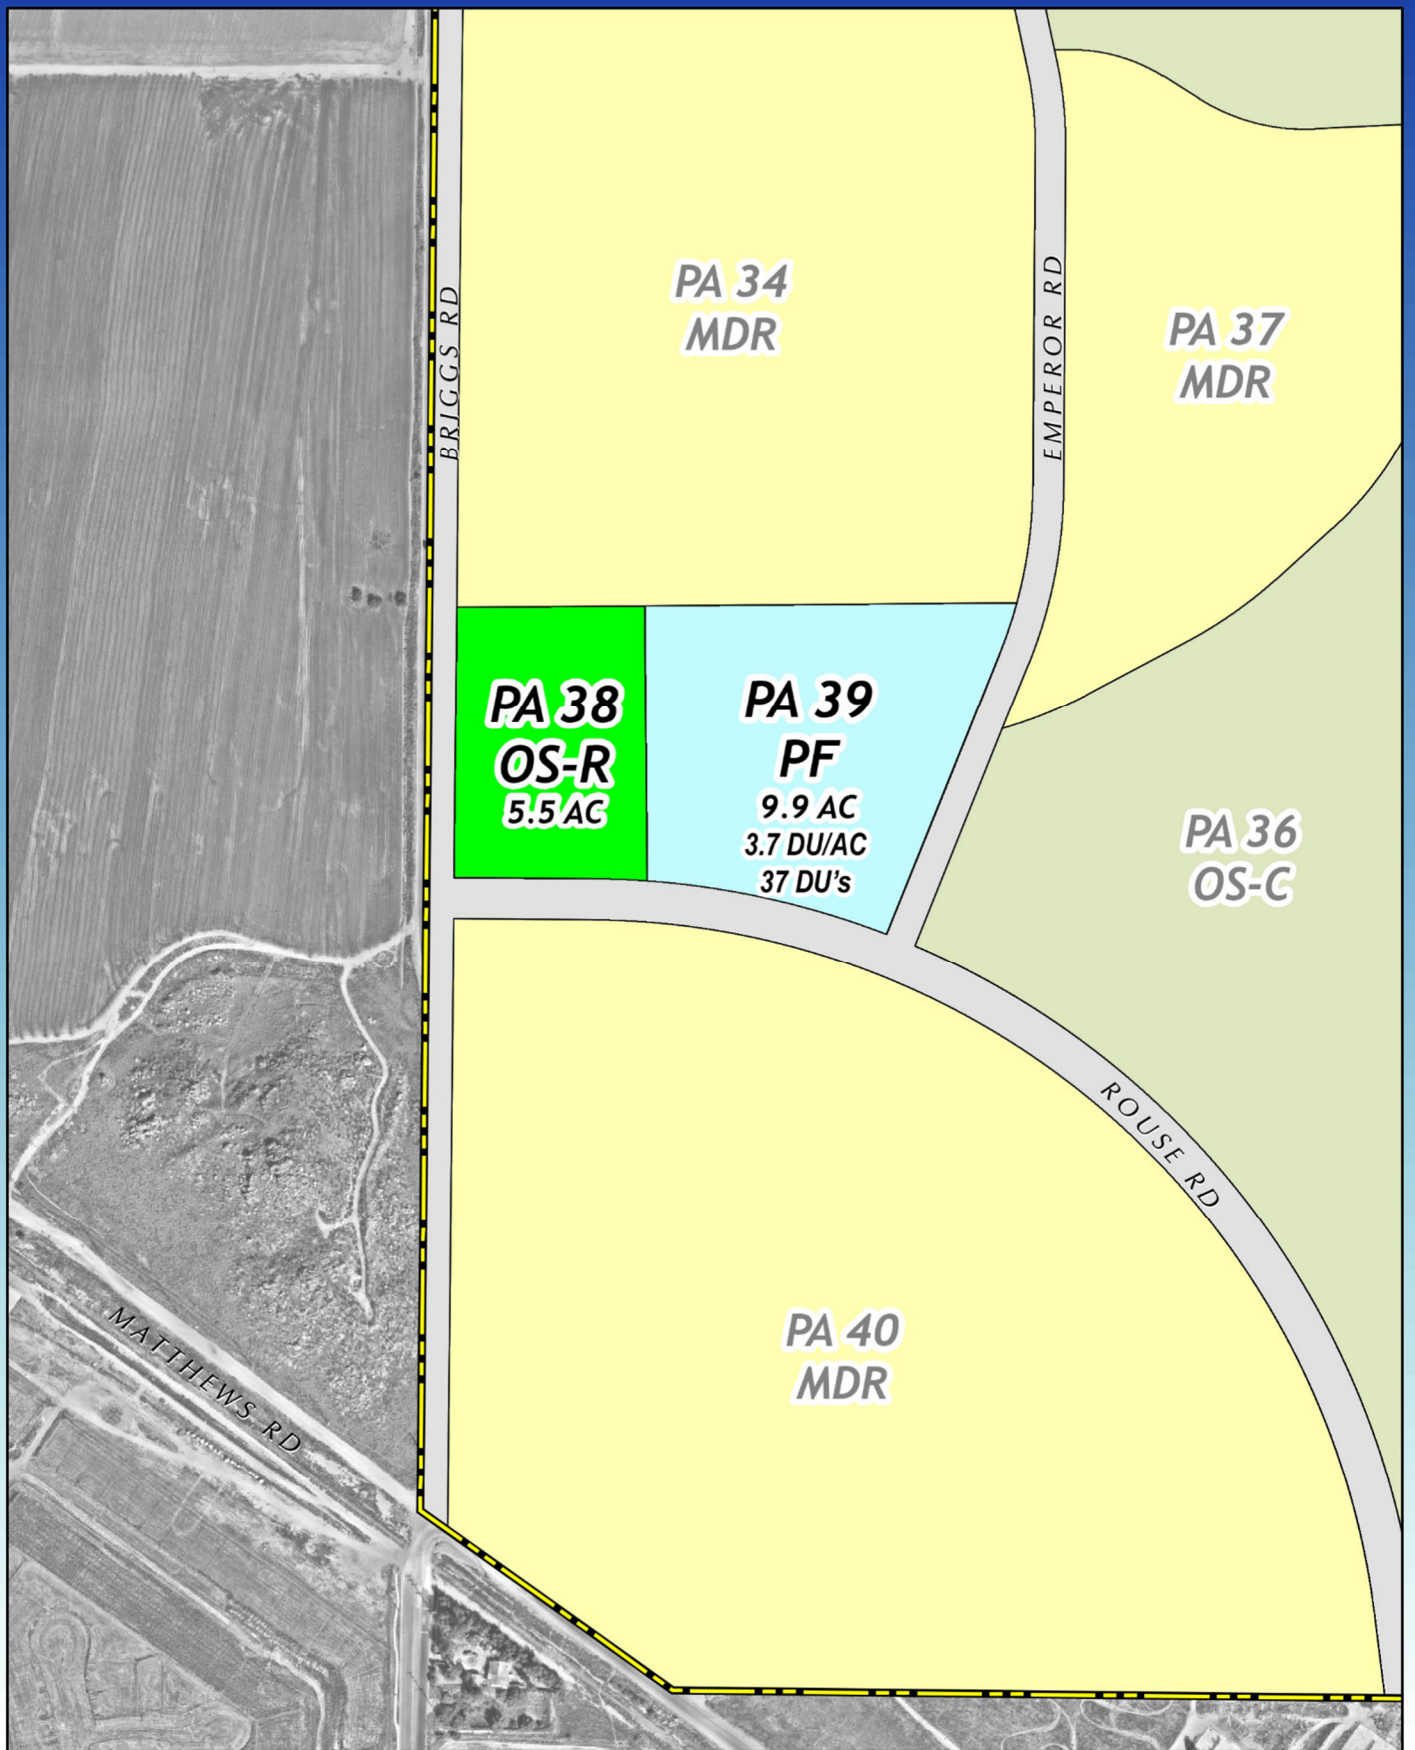 PA 34
MDR
BRIGGS RD
EMPEROR RD
PA 37
MDR
PA 38
OS-R
5.5 AC
PA 39
PF
9.9 AC
3.7 DU/AC
37 DU's
PA 36
OS-C
ROUSE RD
PA 40
MDR
MATTHEWS RD